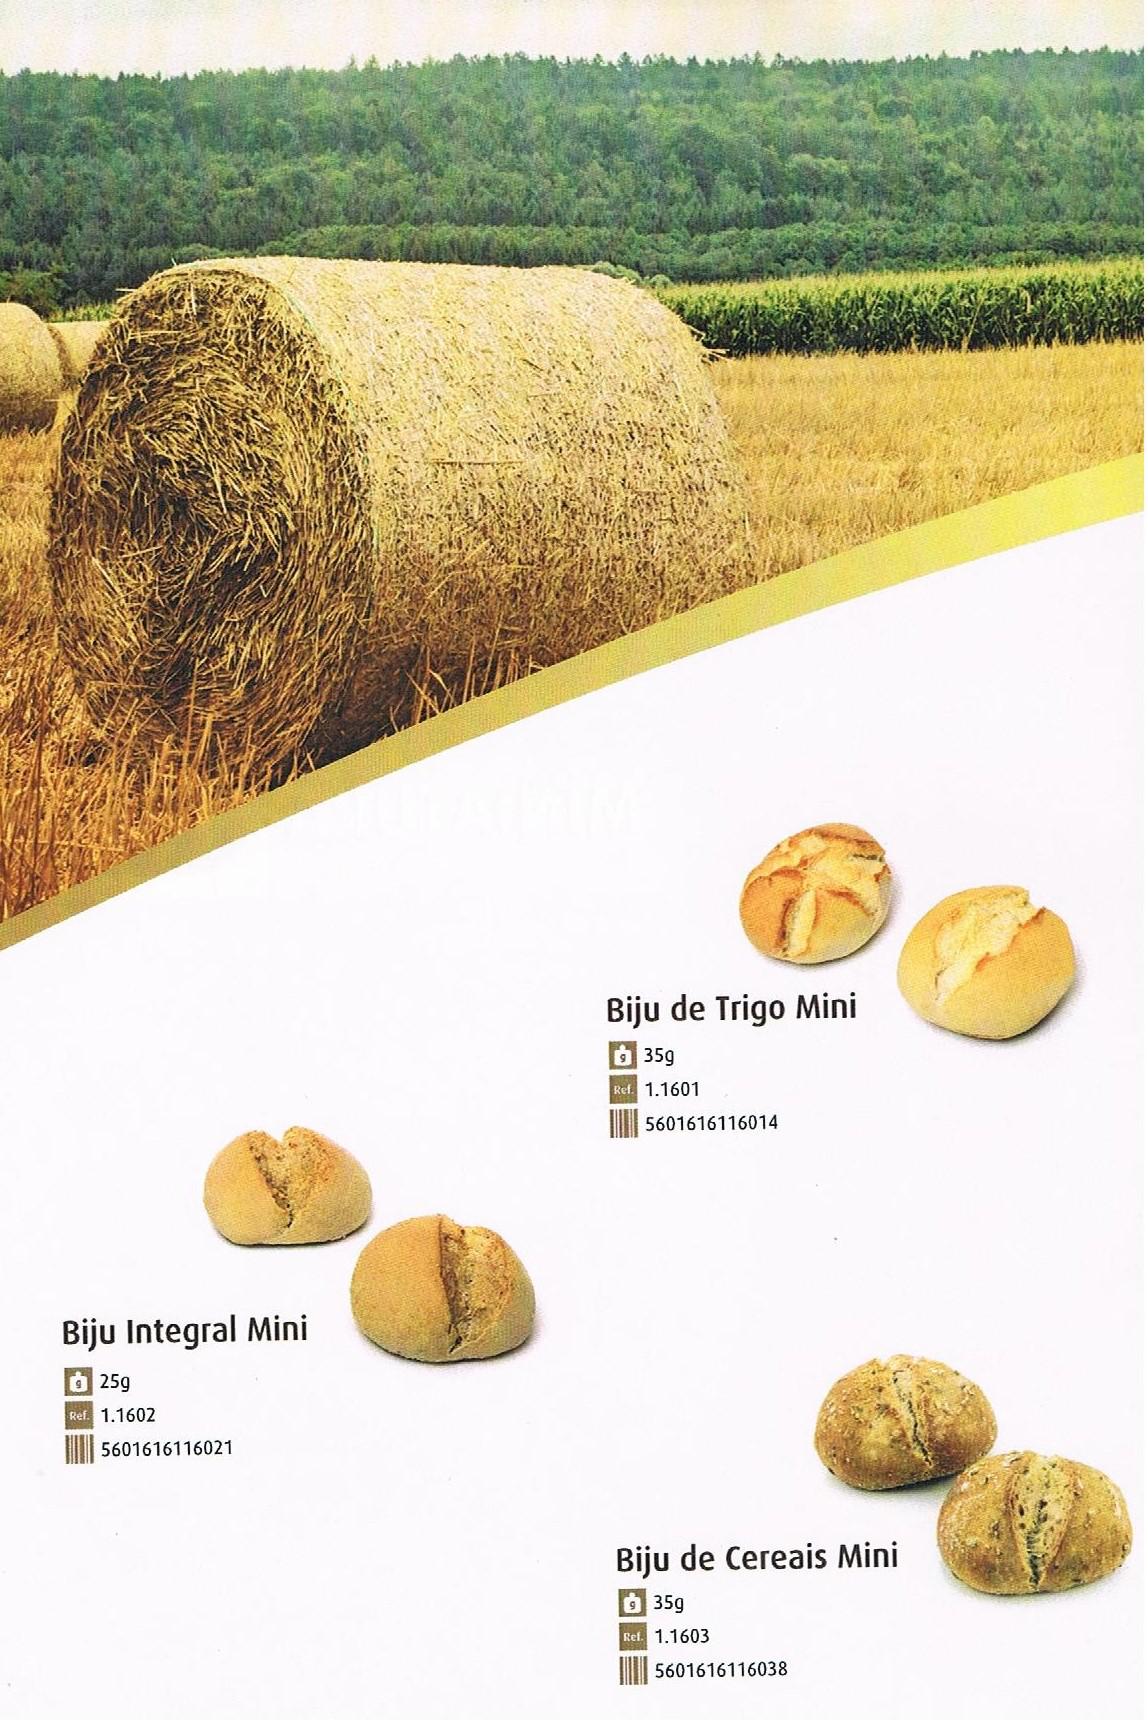 Biju de Trigo Mini
g 35g
Ref. 1.1601
5601616116014
Biju Integral Mini
g 25g
Ref. 1.1602
5601616116021
Biju de Cereais Mini
g 35g
Ref. 1.1603
5601616116038